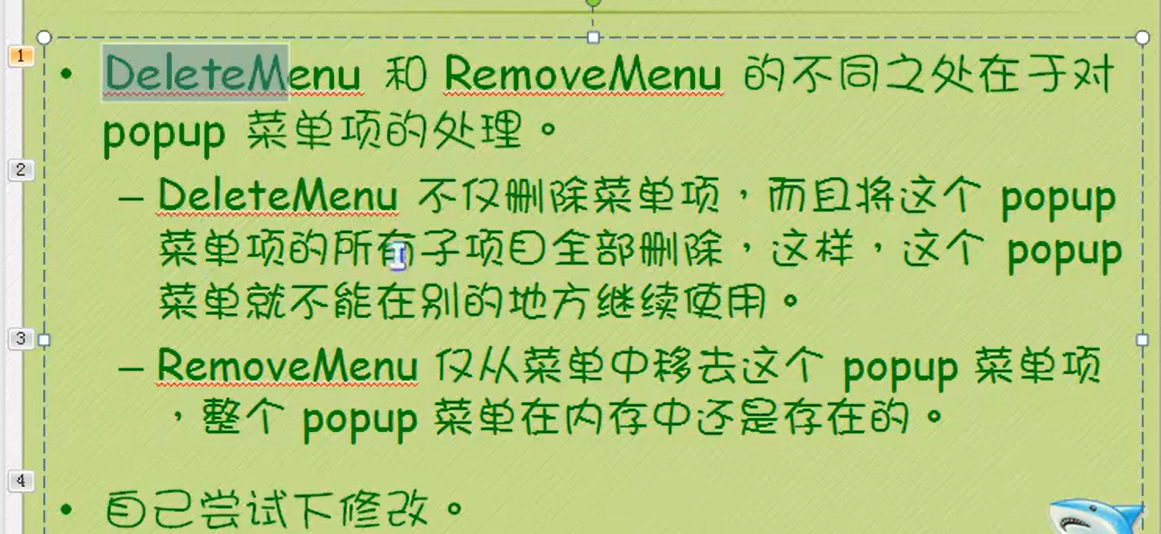 1
• DeleteMenu 和 RemoveMenu 的不同之处在于对
popup 菜单项的处理。
2
– DeleteMenu 不仅删除菜单项，而且将这个 popup
菜单项的所有子项目全部删除，这样，这个 popup
菜单就不能在别的地方继续使用。
3
– RemoveMenu 仅从菜单中移去这个 popup 菜单项
，整个 popup 菜单在内存中还是存在的。
4
• 自己尝试下修改。